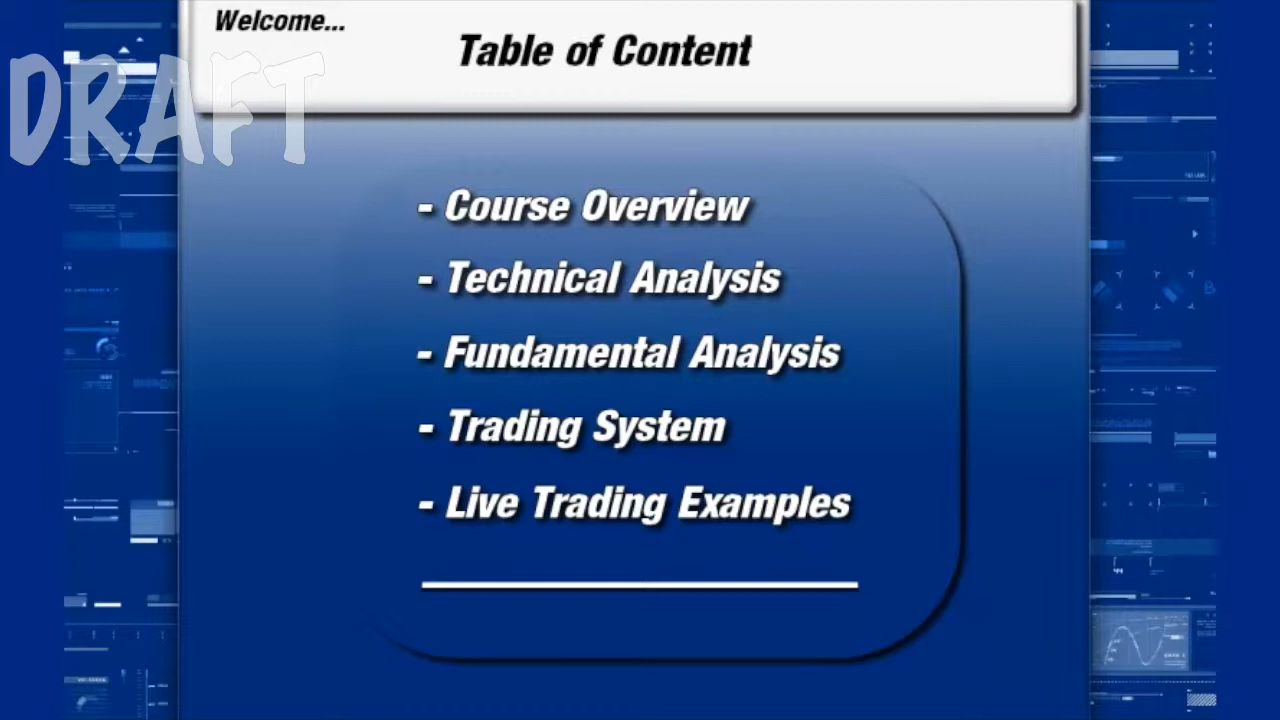 Welcome...
Table of Content
DRAFT
- Course Overview
- Technical Analysis
- Fundamental Analysis
- Trading System
- Live Trading Examples